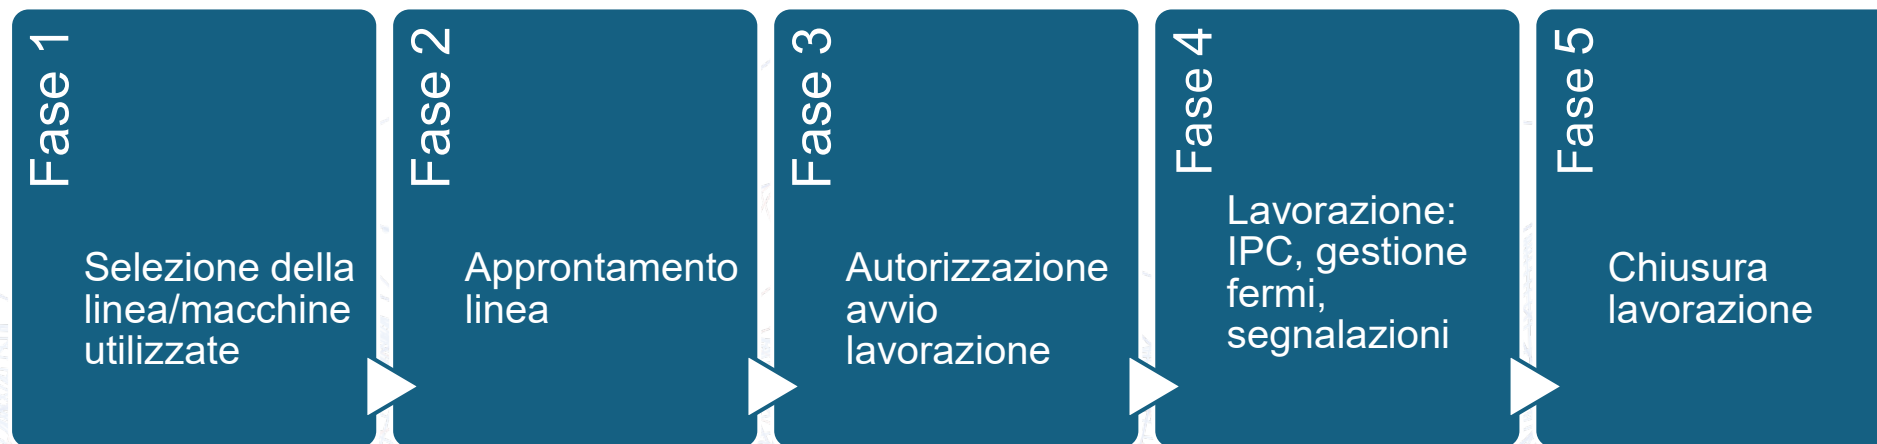 Fase 1
Selezione della
linea/macchine
utilizzate
Fase 2
Approntamento
linea
Fase 3
Autorizzazione
avvio
lavorazione
Fase 4
Lavorazione:
IPC, gestione
fermi,
segnalazioni
Fase 5
Chiusura
lavorazione